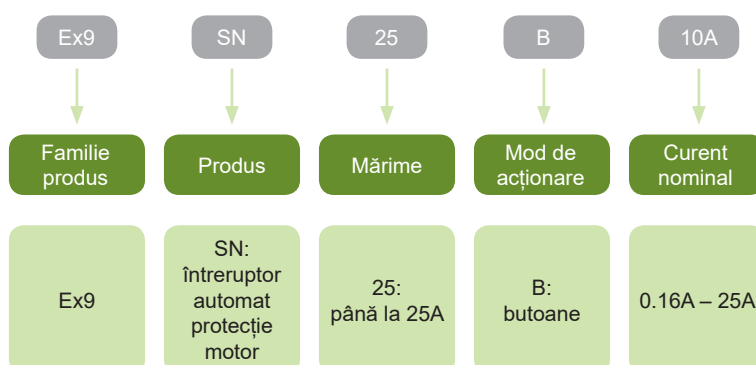 Ex9
SN
25
B
10A
Familie
produs
Produs
Mărime
Mod de
acționare
Curent
nominal
Ex9
SN:
întreruptor
automat
protecție
motor
25:
până la 25A
B:
butoane
0.16A – 25A